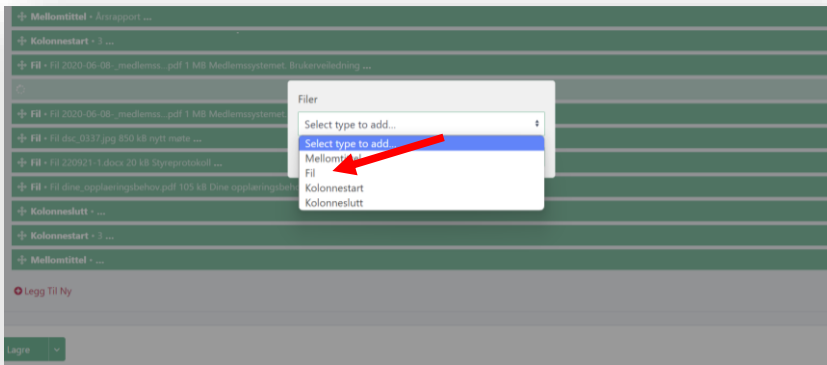 Mellomtittel • Årsrapport ...
Kolonnestart • 3 ...
Fil • Fil 2020-06-08-_medlemss...pdf 1 MB Medlemssystemet. Brukerveiledning ...
Filer
Fil • Fil 2020-06-08-_medlemss...pdf 1 MB Medlemssystemet.
Select type to add...
Fil • Fil dsc_0337.jpg 850 kB nytt møte ...
Select type to add...
Mellomtittel
Fil • Fil 220921-1.docx 20 kB Styreprotokoll ...
Fil
Fil • Fil dine_opplaeringsbehov.pdf 105 kB Dine opplæringsbeho
Kolonnestart
Kolonneslutt
Kolonneslutt • ...
Kolonnestart • 3 ...
Mellomtittel • ...
Legg Til Ny
Lagre